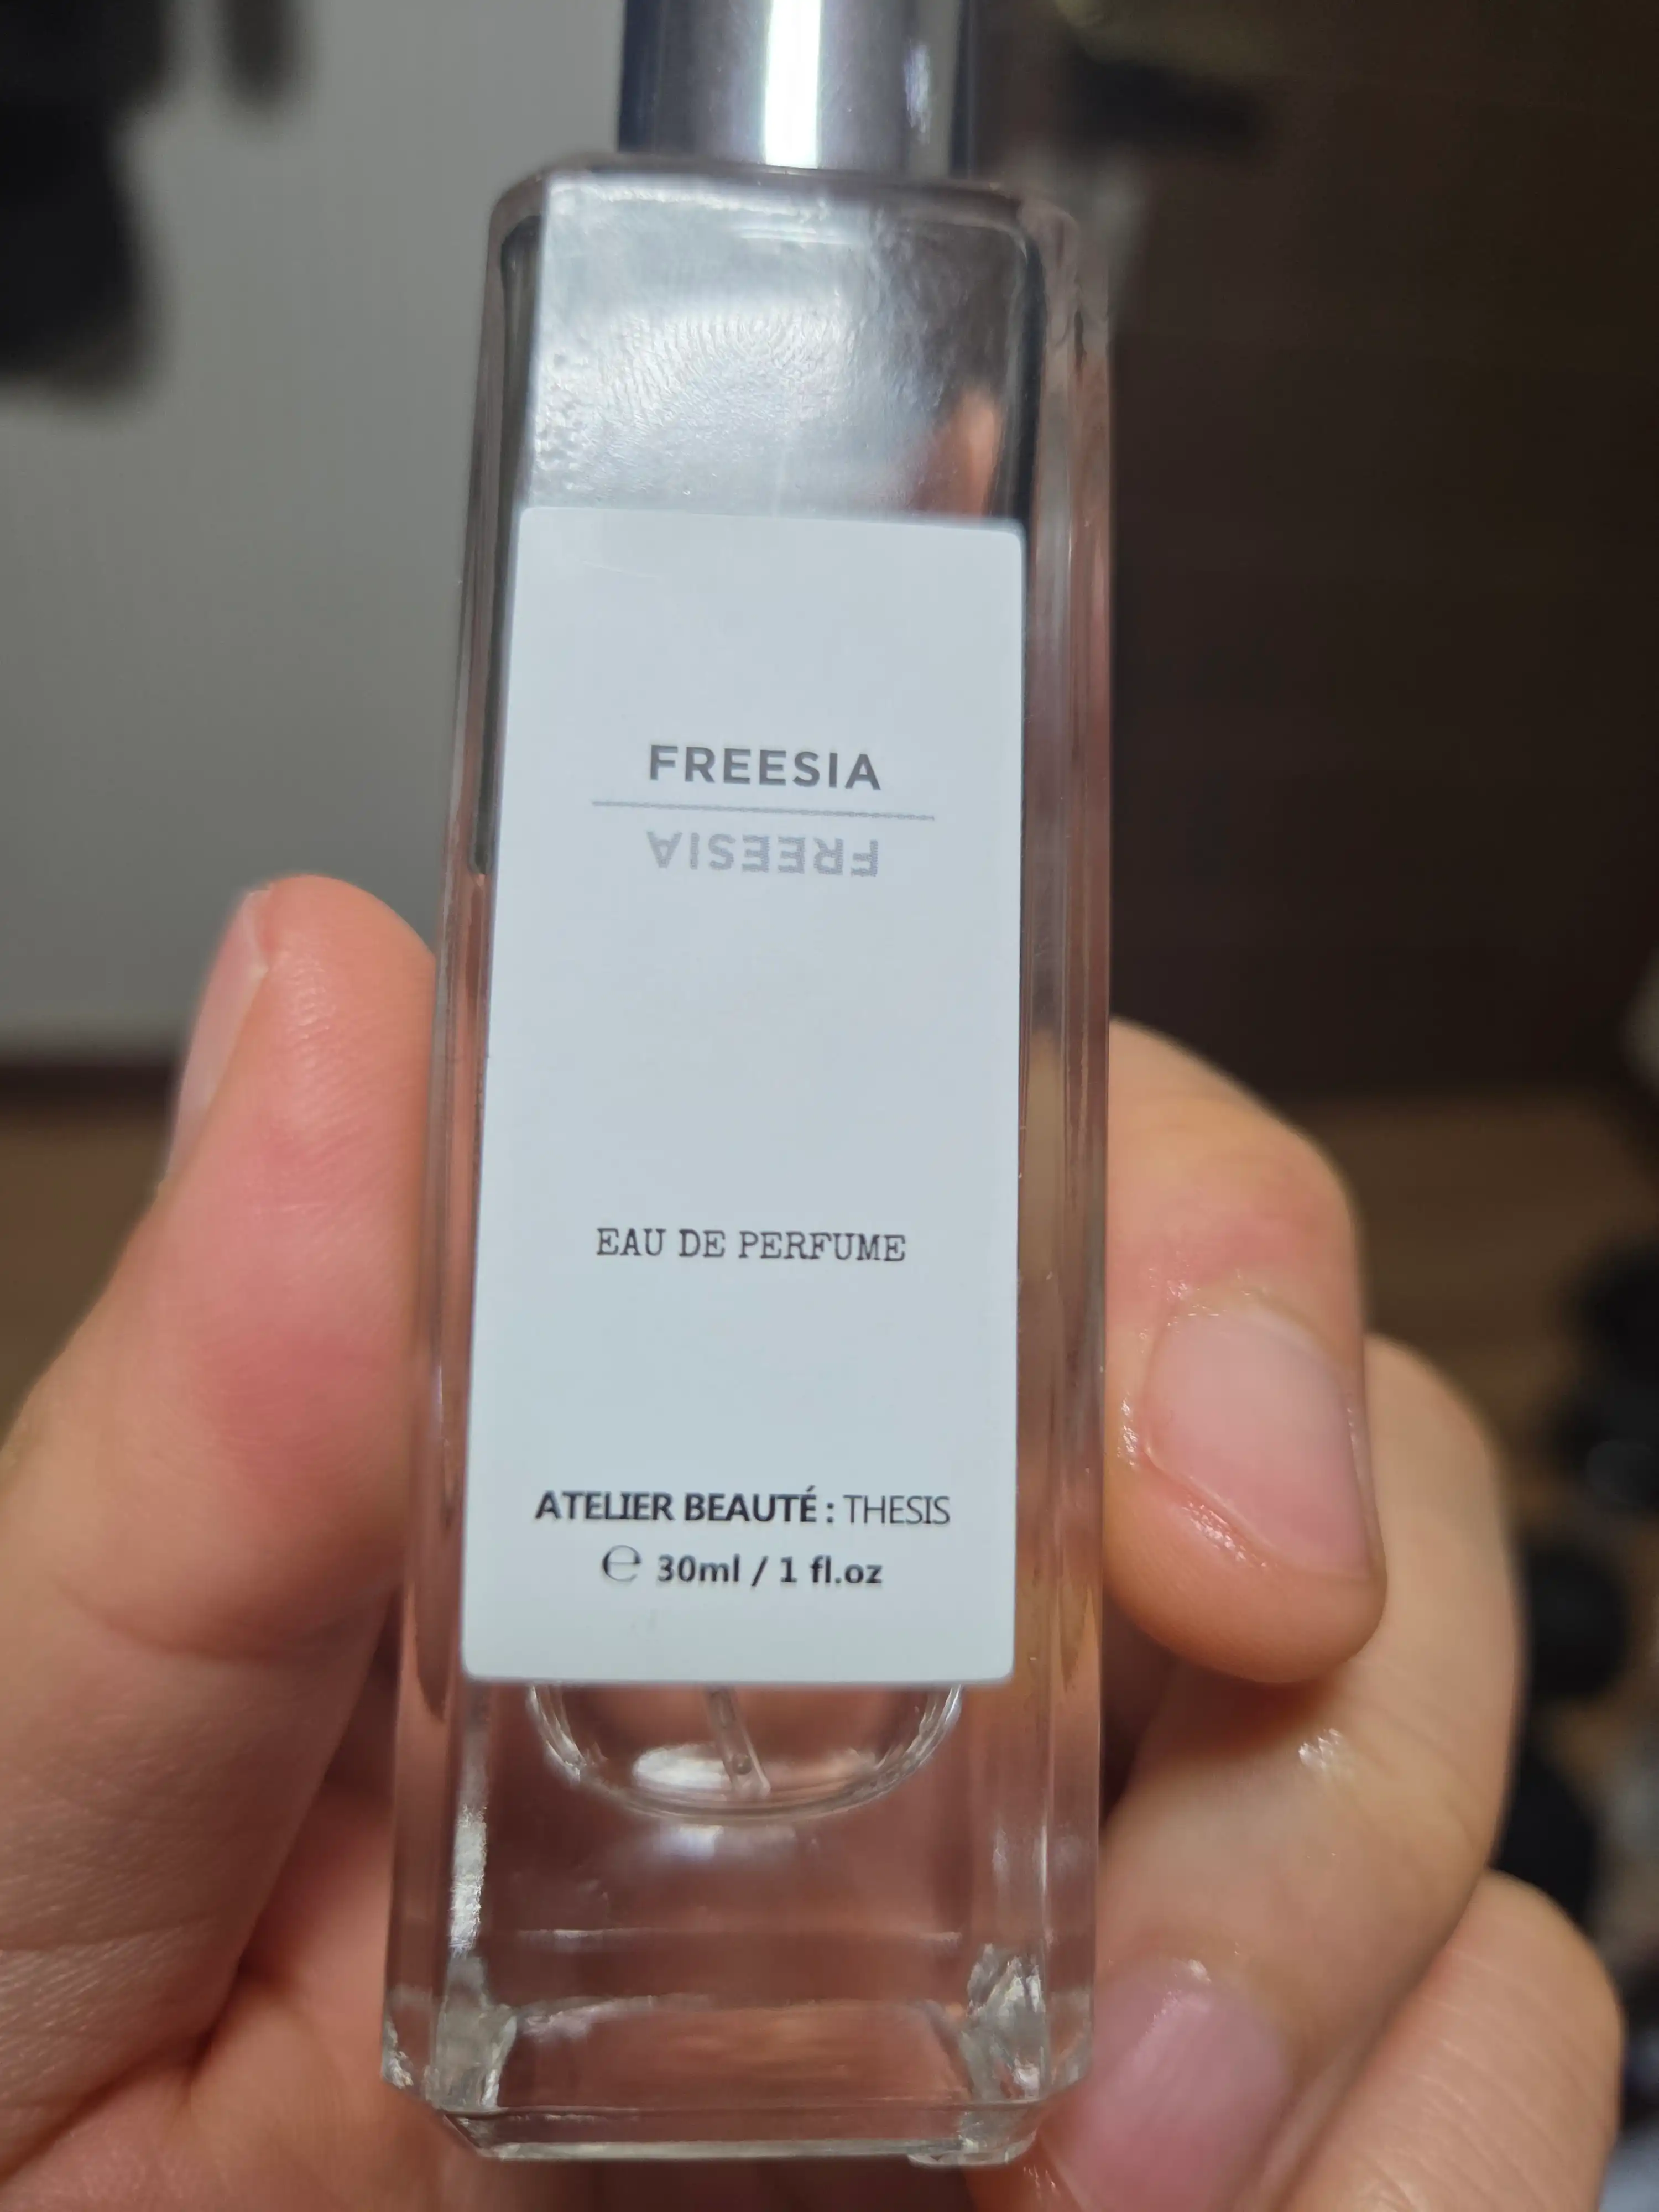 FREESIA
FREESIA
EAU DE PERFUME
ATELIER BEAUTÉ : THESIS
℮ 30ml / 1 fl.oz